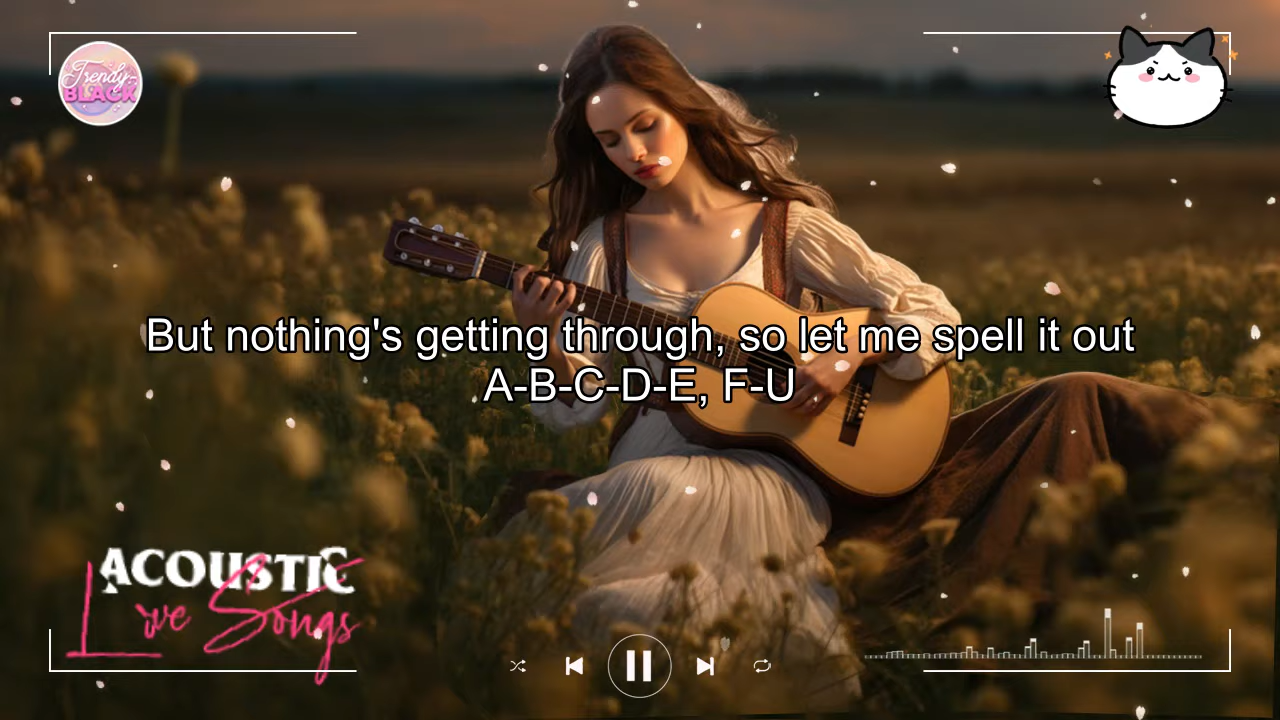 Trendy
BLACK
But nothing's getting through, so let me spell it out
A-B-C-D-E, F-U
ACOUSTIC
Love Songs